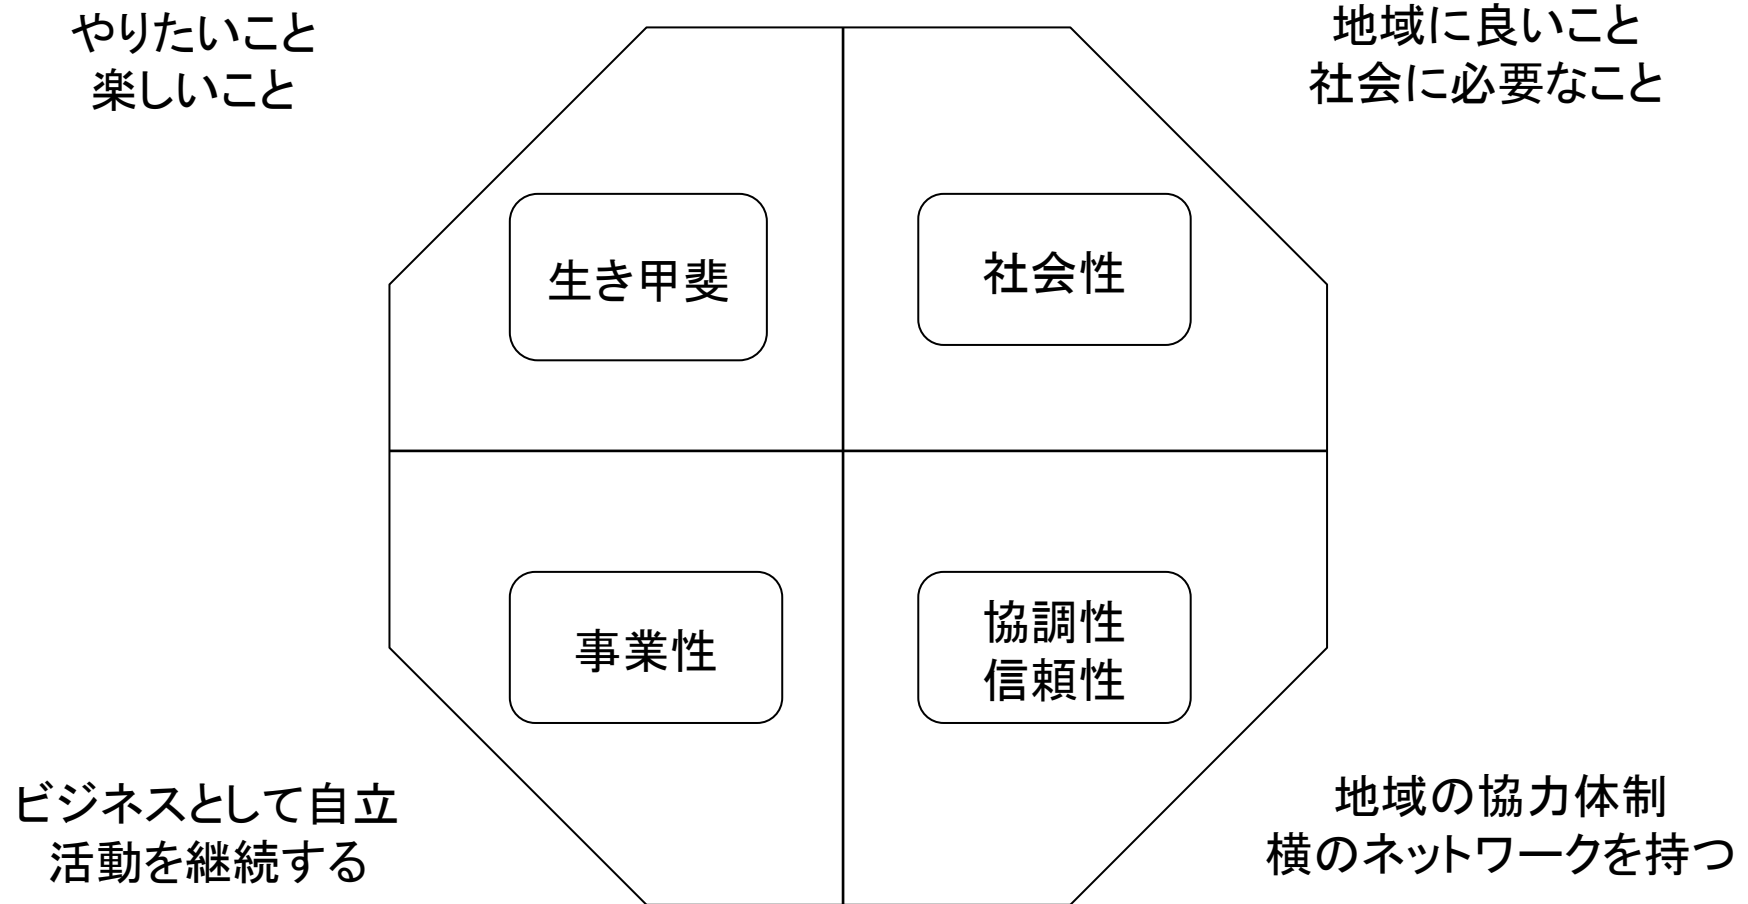 やりたいこと
楽しいこと
地域に良いこと
社会に必要なこと
生き甲斐
社会性
事業性
協調性
信頼性
ビジネスとして自立
活動を継続する
地域の協力体制
横のネットワークを持つ